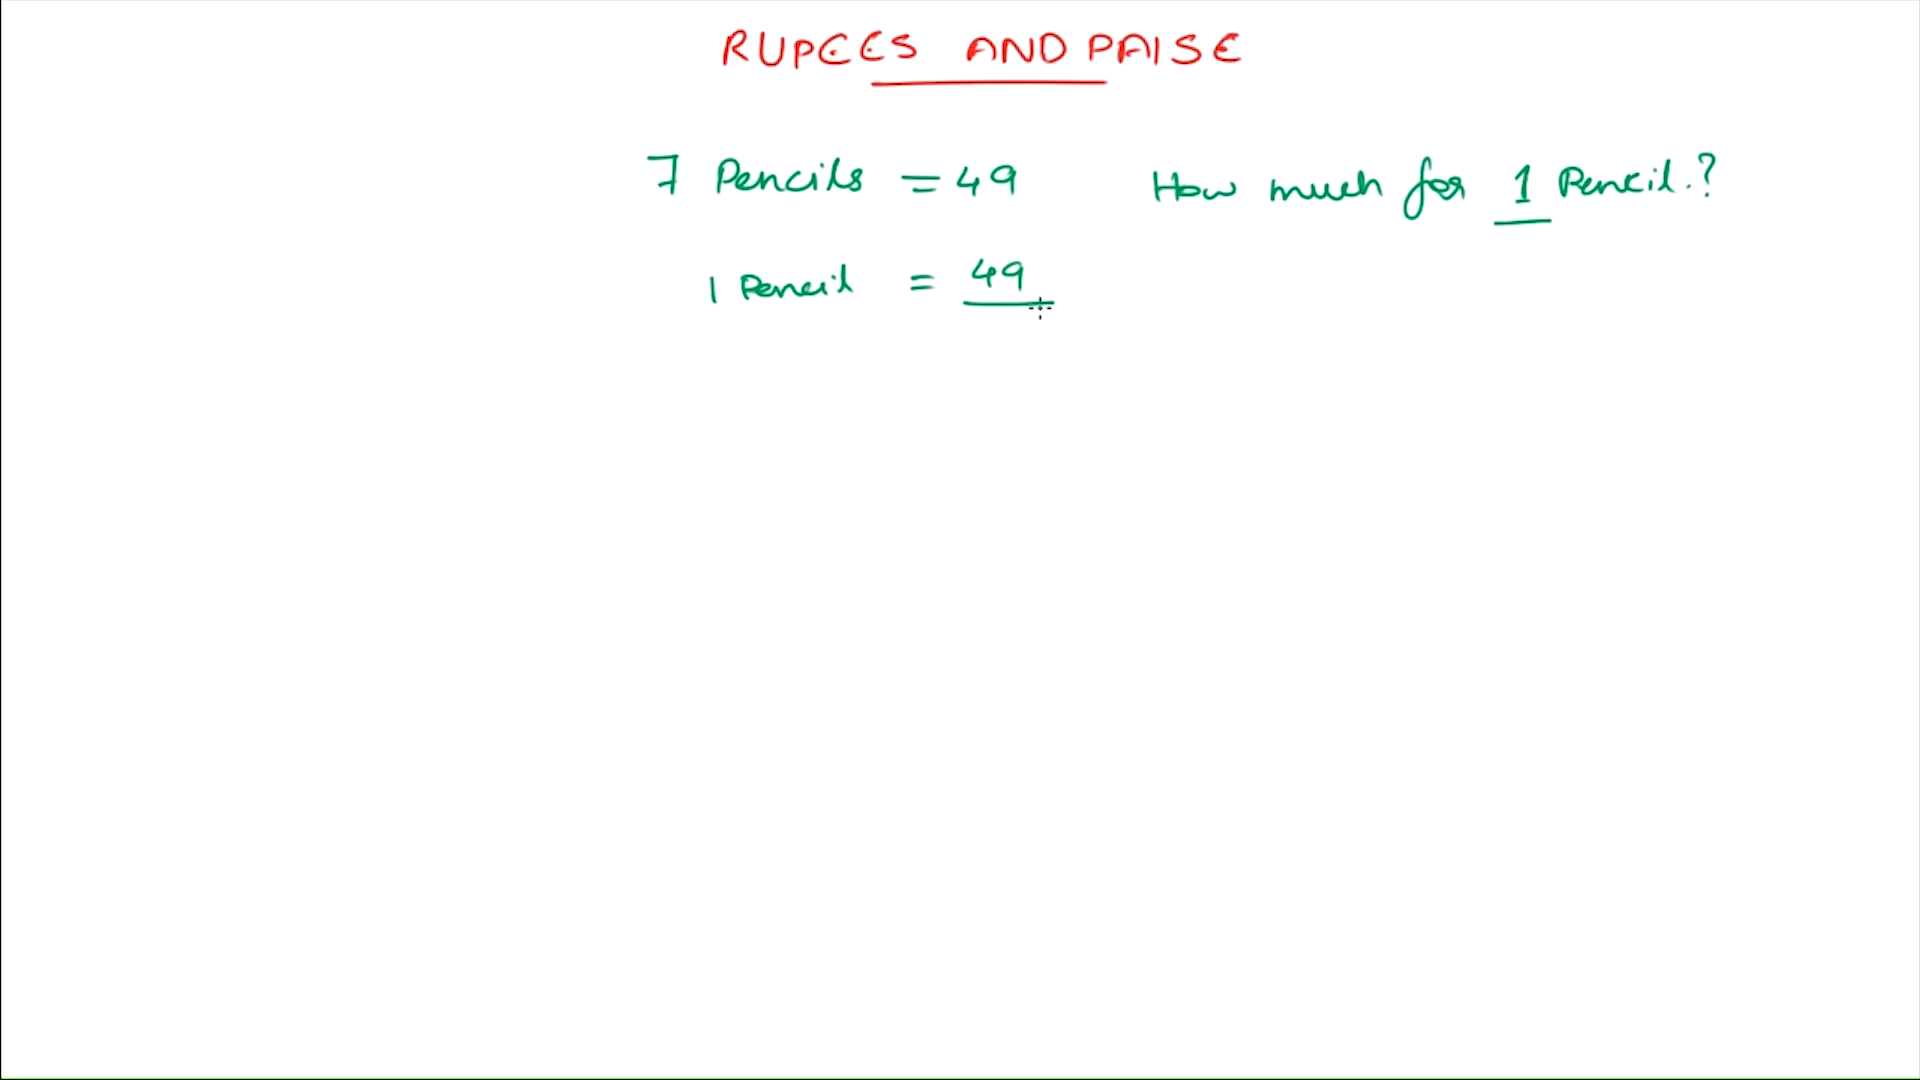 RUPEES AND PAISE
7 Pencils = 49 How much for 1 Pencil.?
1 Pencil = 49